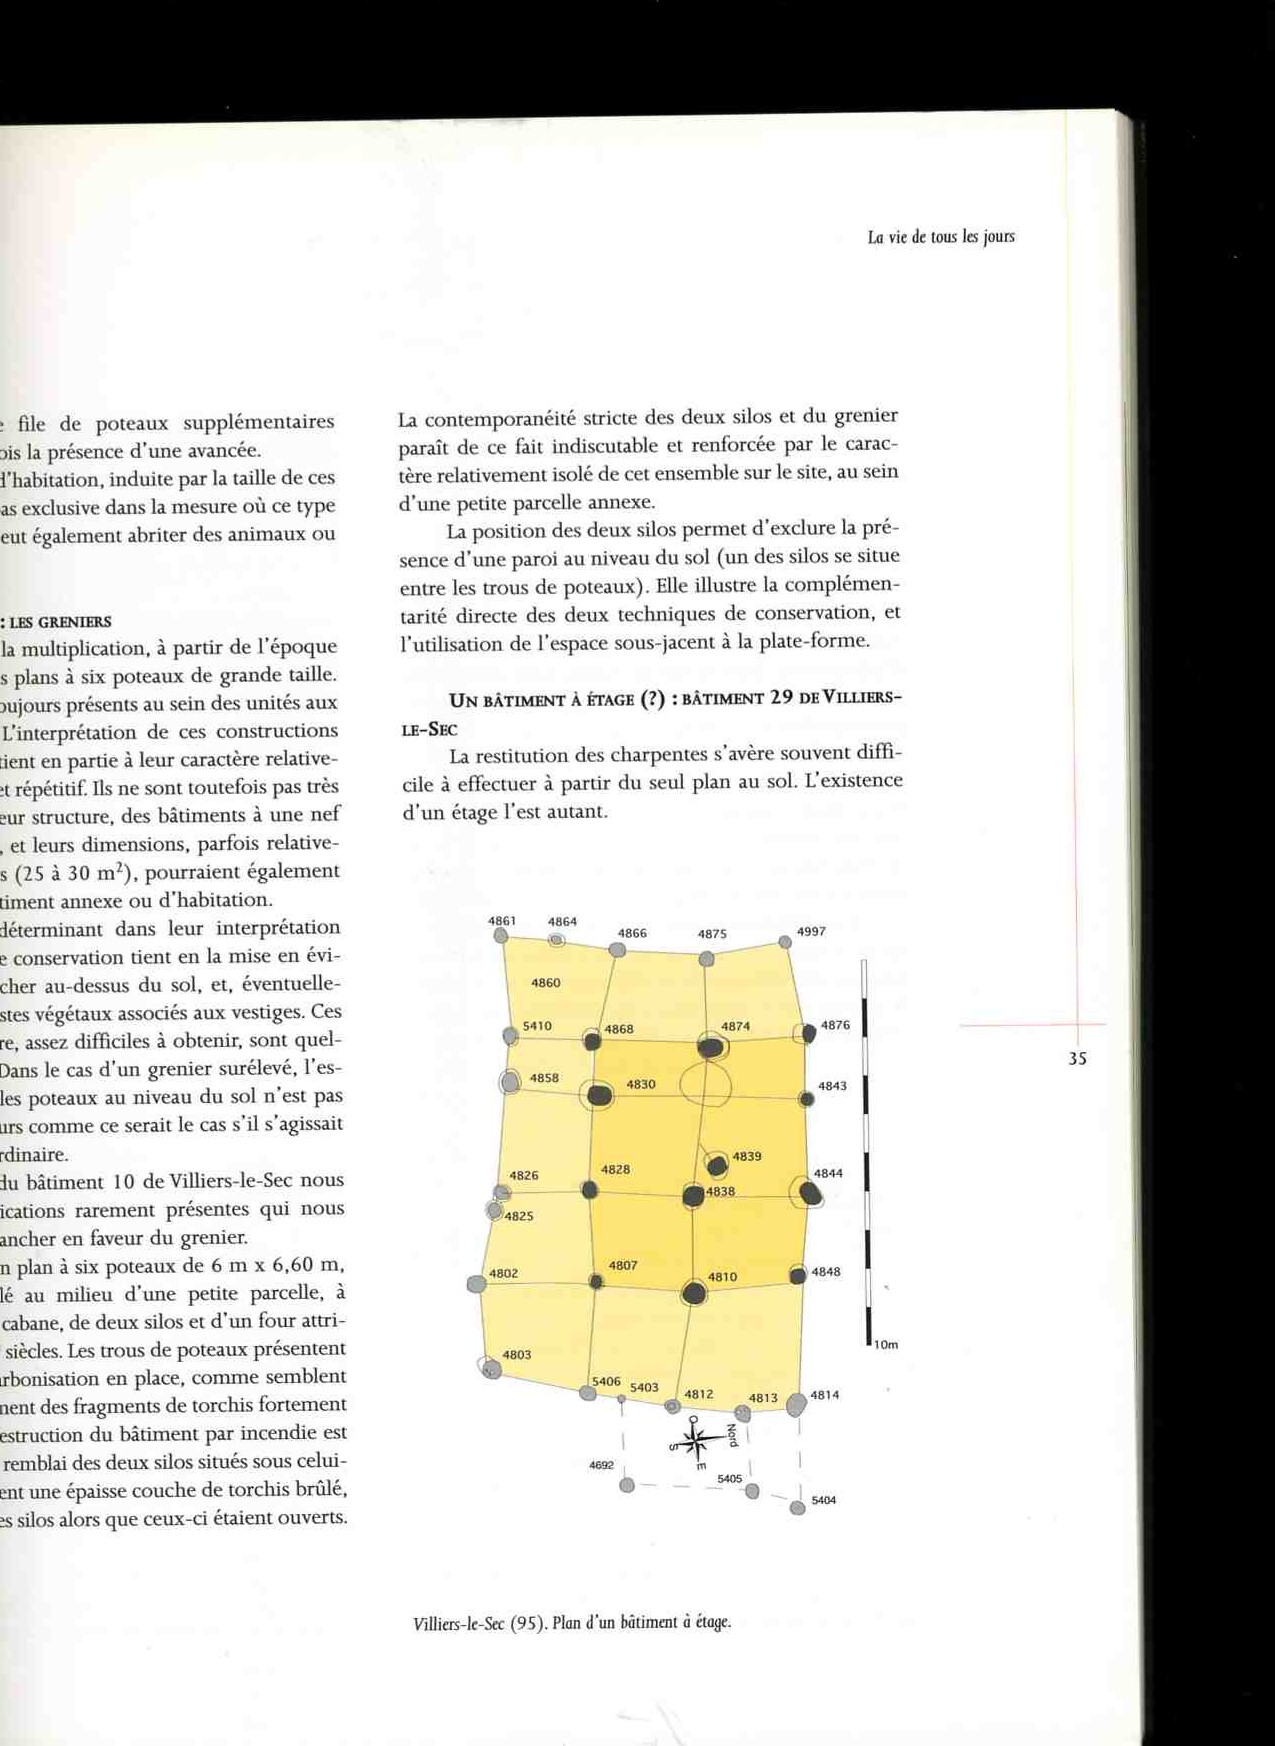 La vie de tous les jours
file de poteaux supplémentaires
la présence d'une avancée.
d'habitation, induite par la taille de ces
as exclusive dans la mesure où ce type
eut également abriter des animaux ou
: LES GRENIERS
la multiplication, à partir de l'époque
s plans à six poteaux de grande taille.
oujours présents au sein des unités aux
L'interprétation de ces constructions
tient en partie à leur caractère relative-
et répétitif. Ils ne sont toutefois pas très
eur structure, des bâtiments à une nef
, et leurs dimensions, parfois relative-
s (25 à 30 m²), pourraient également
timent annexe ou d'habitation.
déterminant dans leur interprétation
e conservation tient en la mise en évi-
cher au-dessus du sol, et, éventuelle-
stes végétaux associés aux vestiges. Ces
re, assez difficiles à obtenir, sont quel-
Dans le cas d'un grenier surélevé, l'es-
les poteaux au niveau du sol n'est pas
urs comme ce serait le cas s'il s'agissait
rdinaire.
du bâtiment 10 de Villiers-le-Sec nous
ications rarement présentes qui nous
ancher en faveur du grenier.
n plan à six poteaux de 6 m x 6,60 m,
lé au milieu d'une petite parcelle, à
cabane, de deux silos et d'un four attri-
siècles. Les trous de poteaux présentent
rbonisation en place, comme semblent
ment des fragments de torchis fortement
estruction du bâtiment par incendie est
remblai des deux silos situés sous celui-
ent une épaisse couche de torchis brûlé,
es silos alors que ceux-ci étaient ouverts.
La contemporanéité stricte des deux silos et du grenier
paraît de ce fait indiscutable et renforcée par le carac-
tère relativement isolé de cet ensemble sur le site, au sein
d'une petite parcelle annexe.
La position des deux silos permet d'exclure la pré-
sence d'une paroi au niveau du sol (un des silos se situe
entre les trous de poteaux). Elle illustre la complémen-
tarité directe des deux techniques de conservation, et
l'utilisation de l'espace sous-jacent à la plate-forme.
UN BÂTIMENT À ÉTAGE (?) : BÂTIMENT 29 DE VILLIERS-
LE-SEC
La restitution des charpentes s'avère souvent diffi-
cile à effectuer à partir du seul plan au sol. L'existence
d'un étage l'est autant.
4861 4864
4866 4875 4997
4860
5410 4868 4874 4876
4858 4830 4843
4839
4826 4828 4838 4844
4825
4802 4807 4810 4848
10m
4803
5406 5403 4812 4813 4814
O Nord
S
E
4692 5405
5404
35
Villiers-le-Sec (95). Plan d'un bâtiment à étage.